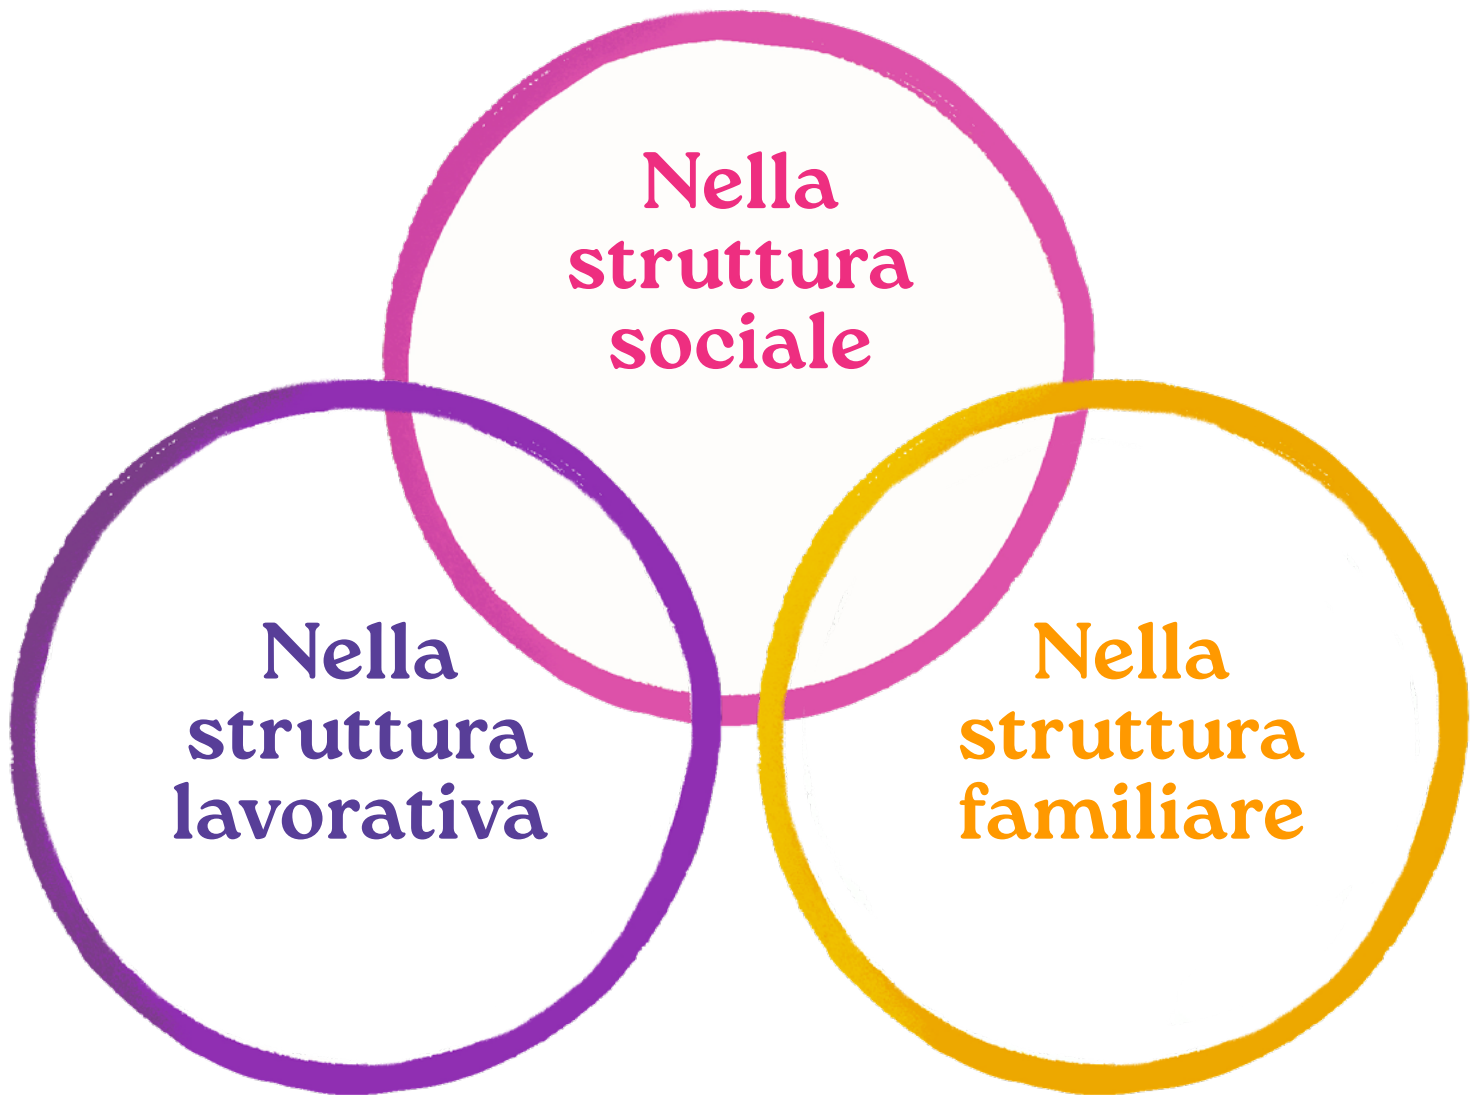 Nella
struttura
sociale
Nella
struttura
lavorativa
Nella
struttura
familiare